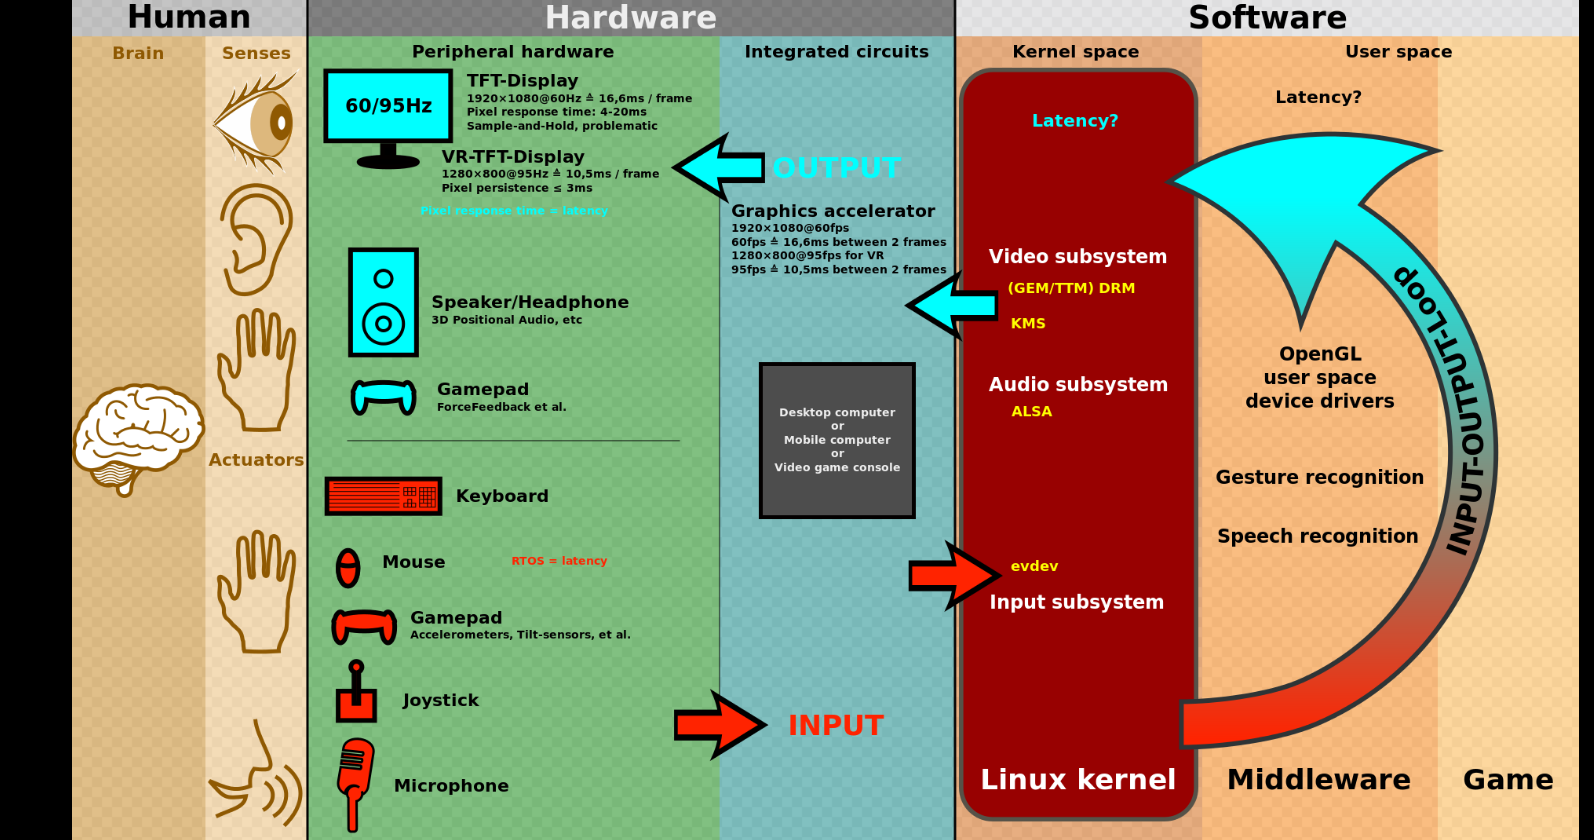 Human
Hardware
Software
Brain
Senses
Peripheral hardware
Integrated circuits
Kernel space
User space
60/95Hz
TFT-Display
1920×1080@60Hz ≙ 16,6ms / frame
Pixel response time: 4-20ms
Sample-and-Hold, problematic
VR-TFT-Display
1280×800@95Hz ≙ 10,5ms / frame
Pixel persistence ≤ 3ms
Pixel response time = latency
Speaker/Headphone
3D Positional Audio, etc
Gamepad
ForceFeedback et al.
Actuators
Keyboard
Mouse
RTOS = latency
Gamepad
Accelerometers, Tilt-sensors, et al.
Joystick
Microphone
OUTPUT
Graphics accelerator
1920×1080@60fps
60fps ≙ 16,6ms between 2 frames
1280×800@95fps for VR
95fps ≙ 10,5ms between 2 frames
Desktop computer
or
Mobile computer
or
Video game console
INPUT
Latency?
Video subsystem
(GEM/TTM) DRM
KMS
Audio subsystem
ALSA
evdev
Input subsystem
Linux kernel
Latency?
OpenGL
user space
device drivers
Gesture recognition
Speech recognition
INPUT-OUTPUT-Loop
Middleware
Game